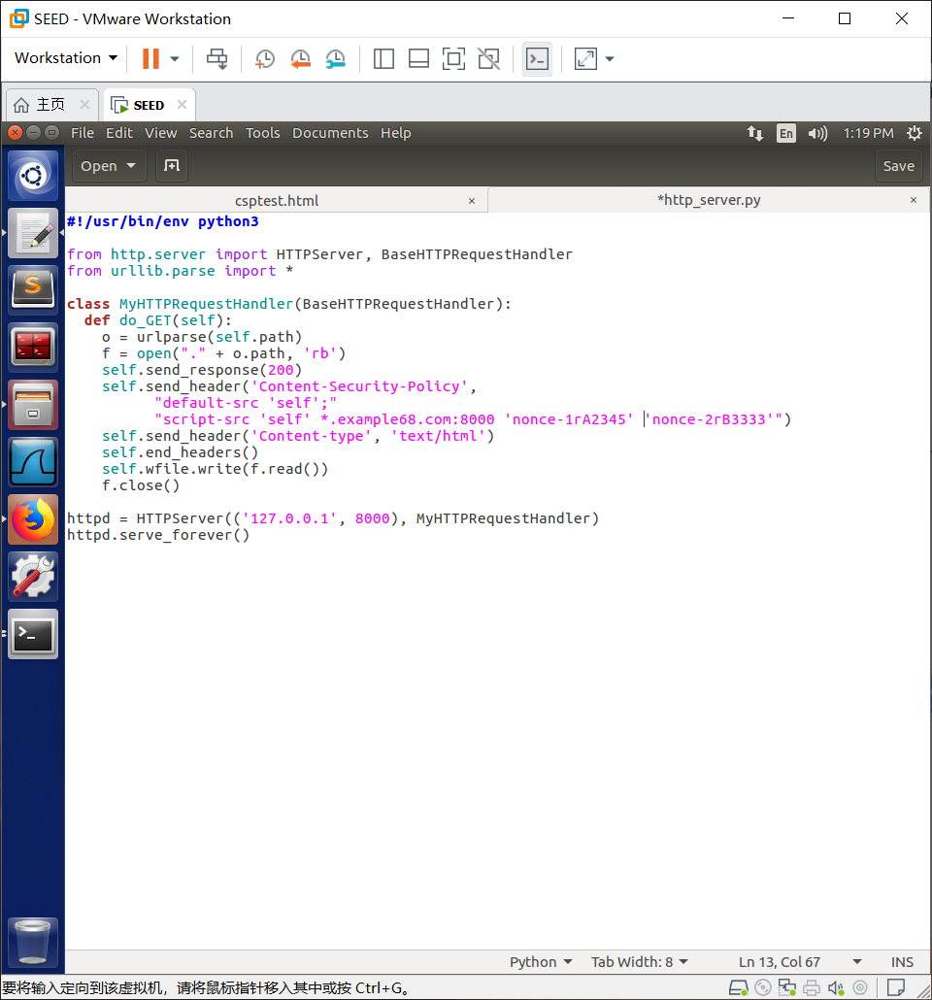 SEED - VMware Workstation
Workstation
主页
SEED
File Edit View Search Tools Documents Help
En
1:19 PM
Open
Save
csptest.html
*http_server.py
#!/usr/bin/env python3
from http.server import HTTPServer, BaseHTTPRequestHandler
from urllib.parse import *
class MyHTTPRequestHandler(BaseHTTPRequestHandler):
  def do_GET(self):
    o = urlparse(self.path)
    f = open("." + o.path, 'rb')
    self.send_response(200)
    self.send_header('Content-Security-Policy',
          "default-src 'self';"
          "script-src 'self' *.example68.com:8000 'nonce-1rA2345' 'nonce-2rB3333'")
    self.send_header('Content-type', 'text/html')
    self.end_headers()
    self.wfile.write(f.read())
    f.close()
httpd = HTTPServer(('127.0.0.1', 8000), MyHTTPRequestHandler)
httpd.serve_forever()
Python
Tab Width: 8
Ln 13, Col 67
INS
要将输入定向到该虚拟机，请将鼠标指针移入其中或按 Ctrl+G。